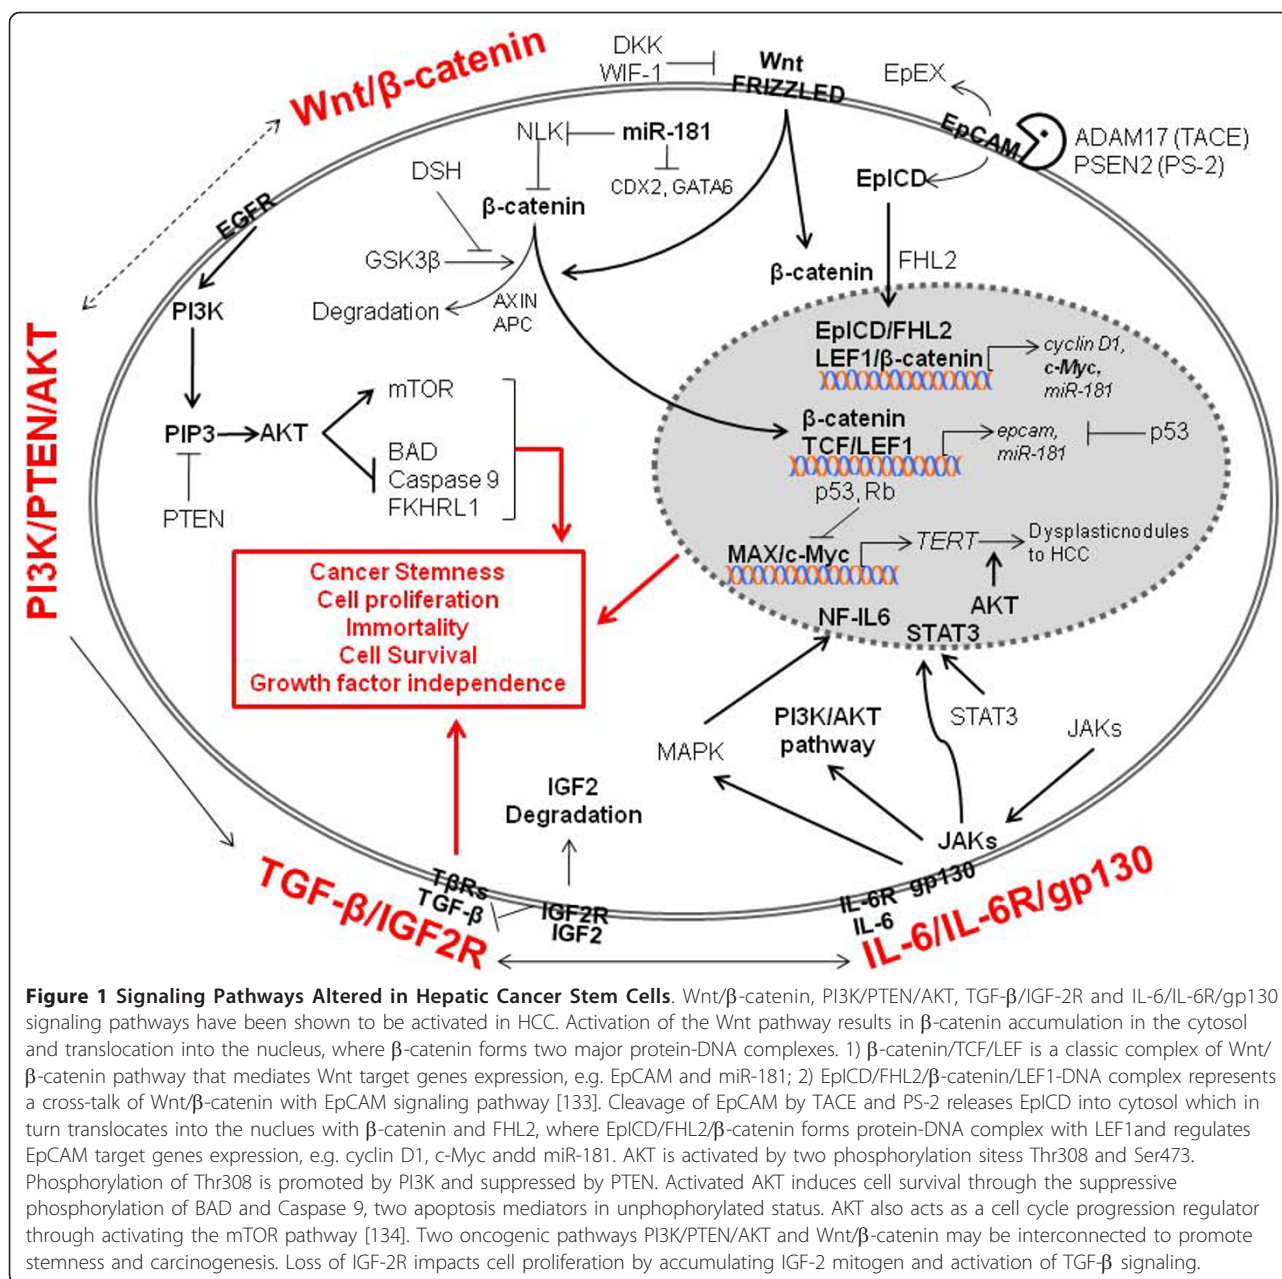 Wnt/β-catenin
DKK
WIF-1
Wnt
FRIZZLED
EpEX
EpCAM
ADAM17 (TACE)
PSEN2 (PS-2)
NLK
miR-181
CDX2, GATA6
EpICD
DSH
β-catenin
EGFR
GSK3β
β-catenin
FHL2
PI3K
Degradation
AXIN
APC
EpICD/FHL2
LEF1/β-catenin
cyclin D1,
c-Myc,
miR-181
PI3K/PTEN/AKT
mTOR
PIP3
AKT
β-catenin
TCF/LEF1
epcam,
miR-181
p53
BAD
Caspase 9
FKHRL1
PTEN
p53, Rb
MAX/c-Myc
TERT
Dysplasticnodules
to HCC
AKT
NF-IL6
STAT3
Cancer Stemness
Cell proliferation
Immortality
Cell Survival
Growth factor independence
MAPK
PI3K/AKT
pathway
STAT3
JAKs
IGF2
Degradation
JAKs
TβRs
TGF-β
IGF2R
IGF2
IL-6R
gp130
IL-6
TGF-β/IGF2R
IL-6/IL-6R/gp130
Figure 1 Signaling Pathways Altered in Hepatic Cancer Stem Cells. Wnt/β-catenin, PI3K/PTEN/AKT, TGF-β/IGF-2R and IL-6/IL-6R/gp130
signaling pathways have been shown to be activated in HCC. Activation of the Wnt pathway results in β-catenin accumulation in the cytosol
and translocation into the nucleus, where β-catenin forms two major protein-DNA complexes. 1) β-catenin/TCF/LEF is a classic complex of Wnt/
β-catenin pathway that mediates Wnt target genes expression, e.g. EpCAM and miR-181; 2) EpICD/FHL2/β-catenin/LEF1-DNA complex represents
a cross-talk of Wnt/β-catenin with EpCAM signaling pathway [133]. Cleavage of EpCAM by TACE and PS-2 releases EpICD into cytosol which in
turn translocates into the nuclues with β-catenin and FHL2, where EpICD/FHL2/β-catenin forms protein-DNA complex with LEF1and regulates
EpCAM target genes expression, e.g. cyclin D1, c-Myc andd miR-181. AKT is activated by two phosphorylation sitess Thr308 and Ser473.
Phosphorylation of Thr308 is promoted by PI3K and suppressed by PTEN. Activated AKT induces cell survival through the suppressive
phosphorylation of BAD and Caspase 9, two apoptosis mediators in unphophorylated status. AKT also acts as a cell cycle progression regulator
through activating the mTOR pathway [134]. Two oncogenic pathways PI3K/PTEN/AKT and Wnt/β-catenin may be interconnected to promote
stemness and carcinogenesis. Loss of IGF-2R impacts cell proliferation by accumulating IGF-2 mitogen and activation of TGF-β signaling.